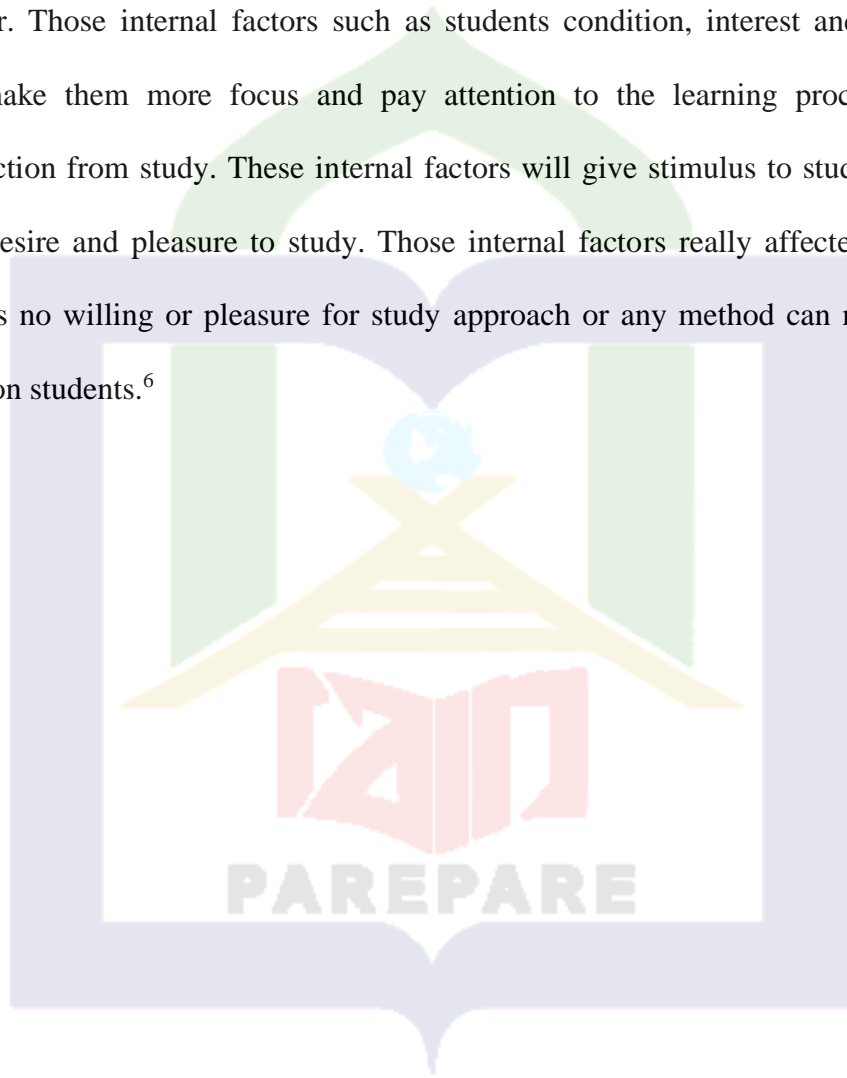 r. Those internal factors such as students condition, interest and
make them more focus and pay attention to the learning proc
ction from study. These internal factors will give stimulus to stud
esire and pleasure to study. Those internal factors really affecte
s no willing or pleasure for study approach or any method can
on students.⁶
iain
PAREPARE